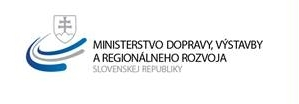 MINISTERSTVO DOPRAVY, VÝSTAVBY
A REGIONÁLNEHO ROZVOJA
SLOVENSKEJ REPUBLIKY